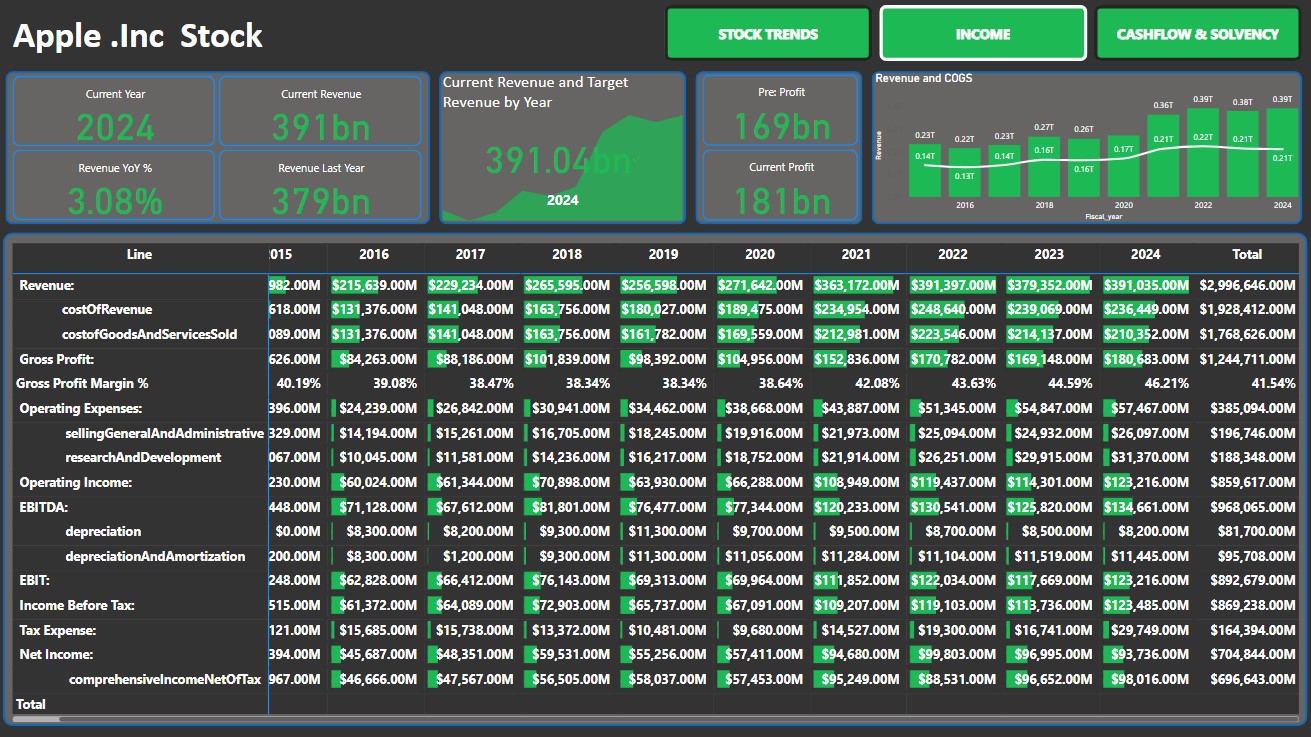 Apple .Inc Stock
STOCK TRENDS
INCOME
CASHFLOW & SOLVENCY
Current Year
2024
Current Revenue
391bn
Revenue YoY %
3.08%
Revenue Last Year
379bn
Current Revenue and Target
Revenue by Year
391.04bn
2024
Pre: Profit
169bn
Current Profit
181bn
Revenue and COGS
Revenue
0.23T 0.22T 0.23T 0.27T 0.26T 0.36T 0.39T 0.38T 0.39T
0.14T 0.13T 0.14T 0.16T 0.16T 0.17T 0.21T 0.22T 0.21T 0.21T
2016 2018 2020 2022 2024
Fiscal_year
Line 2015 2016 2017 2018 2019 2020 2021 2022 2023 2024 Total
Revenue: 982.00M $215,639.00M $229,234.00M $265,595.00M $256,598.00M $271,642.00M $363,172.00M $391,397.00M $379,352.00M $391,035.00M $2,996,646.00M
costOfRevenue 618.00M $131,376.00M $141,048.00M $163,756.00M $180,027.00M $189,475.00M $234,954.00M $248,640.00M $239,069.00M $236,449.00M $1,928,412.00M
costofGoodsAndServicesSold 089.00M $131,376.00M $141,048.00M $163,756.00M $161,782.00M $169,559.00M $212,981.00M $223,546.00M $214,137.00M $210,352.00M $1,768,626.00M
Gross Profit: 626.00M $84,263.00M $88,186.00M $101,839.00M $98,392.00M $104,956.00M $152,836.00M $170,782.00M $169,148.00M $180,683.00M $1,244,711.00M
Gross Profit Margin % 40.19% 39.08% 38.47% 38.34% 38.34% 38.64% 42.08% 43.63% 44.59% 46.21% 41.54%
Operating Expenses: 396.00M $24,239.00M $26,842.00M $30,941.00M $34,462.00M $38,668.00M $43,887.00M $51,345.00M $54,847.00M $57,467.00M $385,094.00M
sellingGeneralAndAdministrative 329.00M $14,194.00M $15,261.00M $16,705.00M $18,245.00M $19,916.00M $21,973.00M $25,094.00M $24,932.00M $26,097.00M $196,746.00M
researchAndDevelopment 067.00M $10,045.00M $11,581.00M $14,236.00M $16,217.00M $18,752.00M $21,914.00M $26,251.00M $29,915.00M $31,370.00M $188,348.00M
Operating Income: 230.00M $60,024.00M $61,344.00M $70,898.00M $63,930.00M $66,288.00M $108,949.00M $119,437.00M $114,301.00M $123,216.00M $859,617.00M
EBITDA: 448.00M $71,128.00M $67,612.00M $81,801.00M $76,477.00M $77,344.00M $120,233.00M $130,541.00M $125,820.00M $134,661.00M $968,065.00M
depreciation $0.00M $8,300.00M $8,200.00M $9,300.00M $11,300.00M $9,700.00M $9,500.00M $8,700.00M $8,500.00M $8,200.00M $81,700.00M
depreciationAndAmortization 200.00M $8,300.00M $1,200.00M $9,300.00M $11,300.00M $11,056.00M $11,284.00M $11,104.00M $11,519.00M $11,445.00M $95,708.00M
EBIT: 248.00M $62,828.00M $66,412.00M $76,143.00M $69,313.00M $69,964.00M $111,852.00M $122,034.00M $117,669.00M $123,216.00M $892,679.00M
Income Before Tax: 515.00M $61,372.00M $64,089.00M $72,903.00M $65,737.00M $67,091.00M $109,207.00M $119,103.00M $113,736.00M $123,485.00M $869,238.00M
Tax Expense: 121.00M $15,685.00M $15,738.00M $13,372.00M $10,481.00M $9,680.00M $14,527.00M $19,300.00M $16,741.00M $29,749.00M $164,394.00M
Net Income: 394.00M $45,687.00M $48,351.00M $59,531.00M $55,256.00M $57,411.00M $94,680.00M $99,803.00M $96,995.00M $93,736.00M $704,844.00M
comprehensiveIncomeNetOfTax 967.00M $46,666.00M $47,567.00M $56,505.00M $58,037.00M $57,453.00M $95,249.00M $88,531.00M $96,652.00M $98,016.00M $696,643.00M
Total